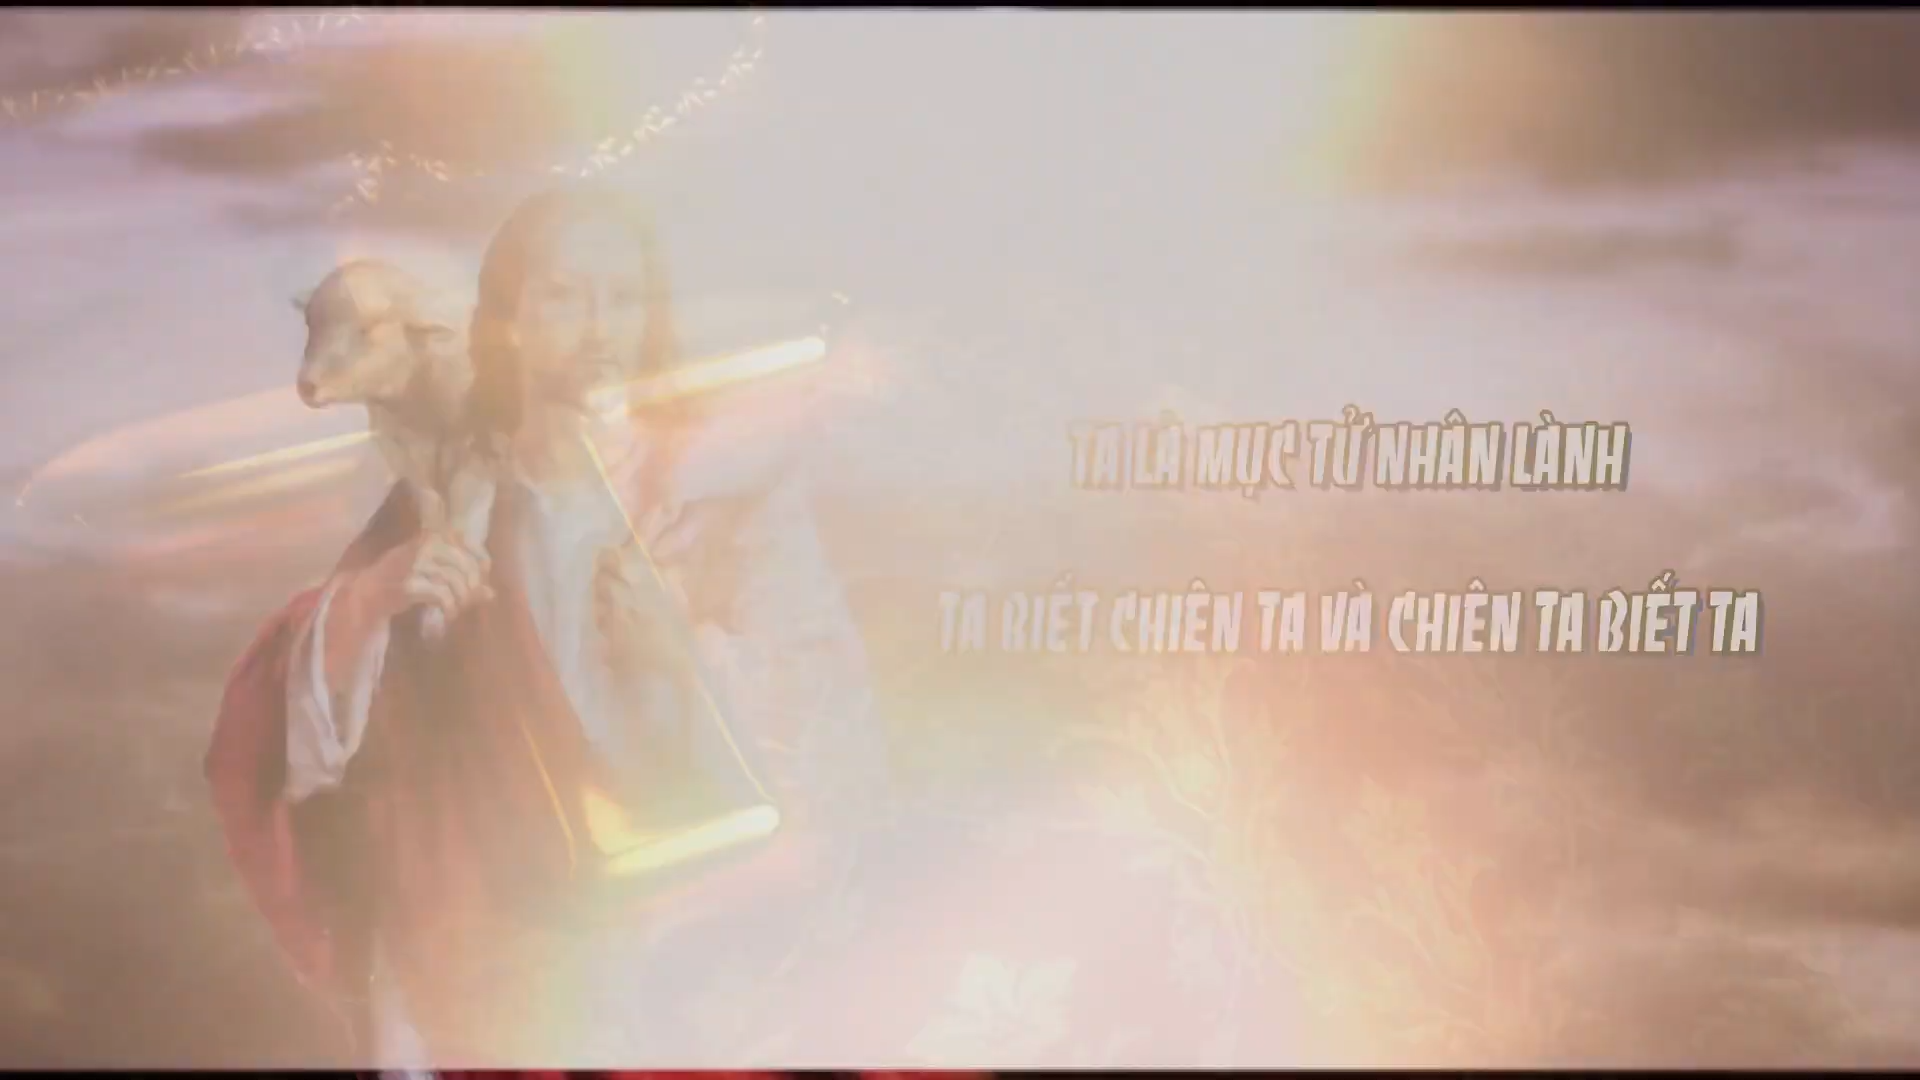 TA LÀ MỤC TỬ NHÂN LÀNH
TA BIẾT CHIÊN TA VÀ CHIÊN TA BIẾT TA